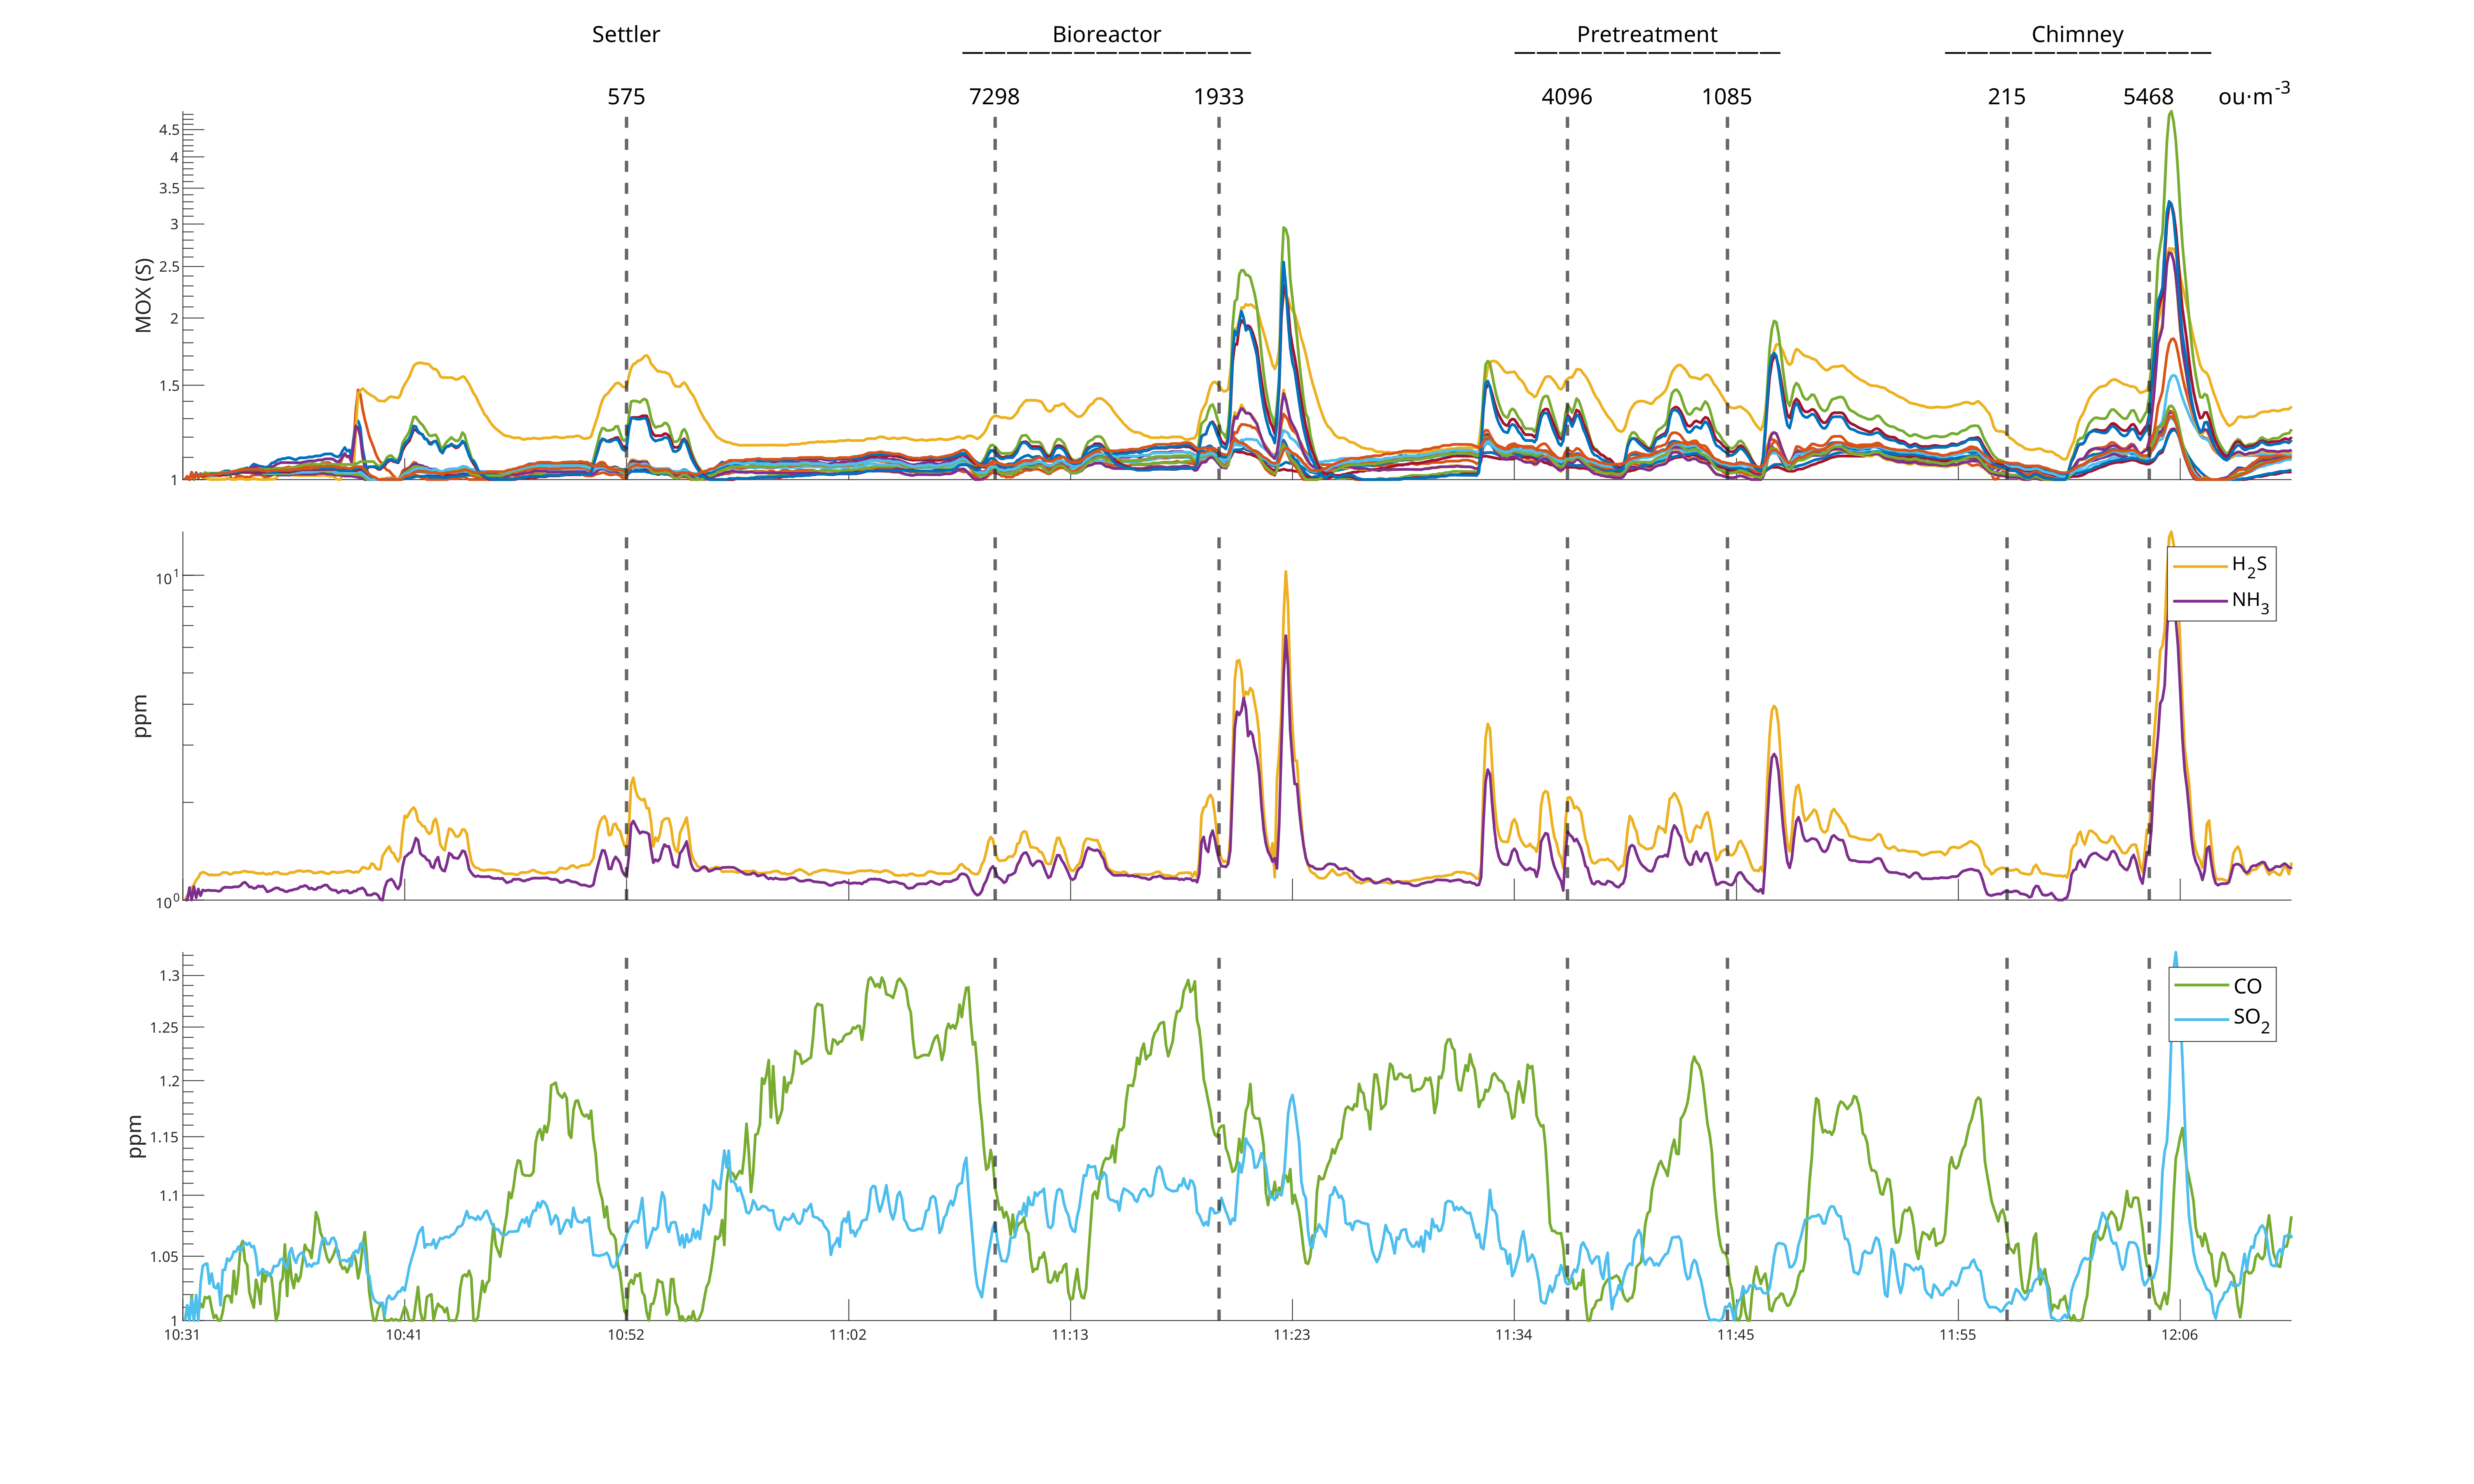 Settler Bioreactor Pretreatment Chimney
575 7298 1933 4096 1085 215 5468 ou·m⁻³
MOX (S)
4.5
4
3.5
3
2.5
2
1.5
1
ppm
10¹
10⁰
H₂S
NH₃
ppm
1.3
1.25
1.2
1.15
1.1
1.05
1
CO
SO₂
10:31 10:41 10:52 11:02 11:13 11:23 11:34 11:45 11:55 12:06